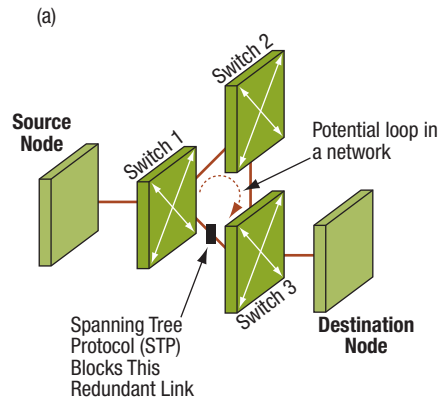 (a)
Switch 2
Source
Node
Switch 1
Potential loop in
a network
Switch 3
Spanning Tree
Protocol (STP)
Blocks This
Redundant Link
Destination
Node